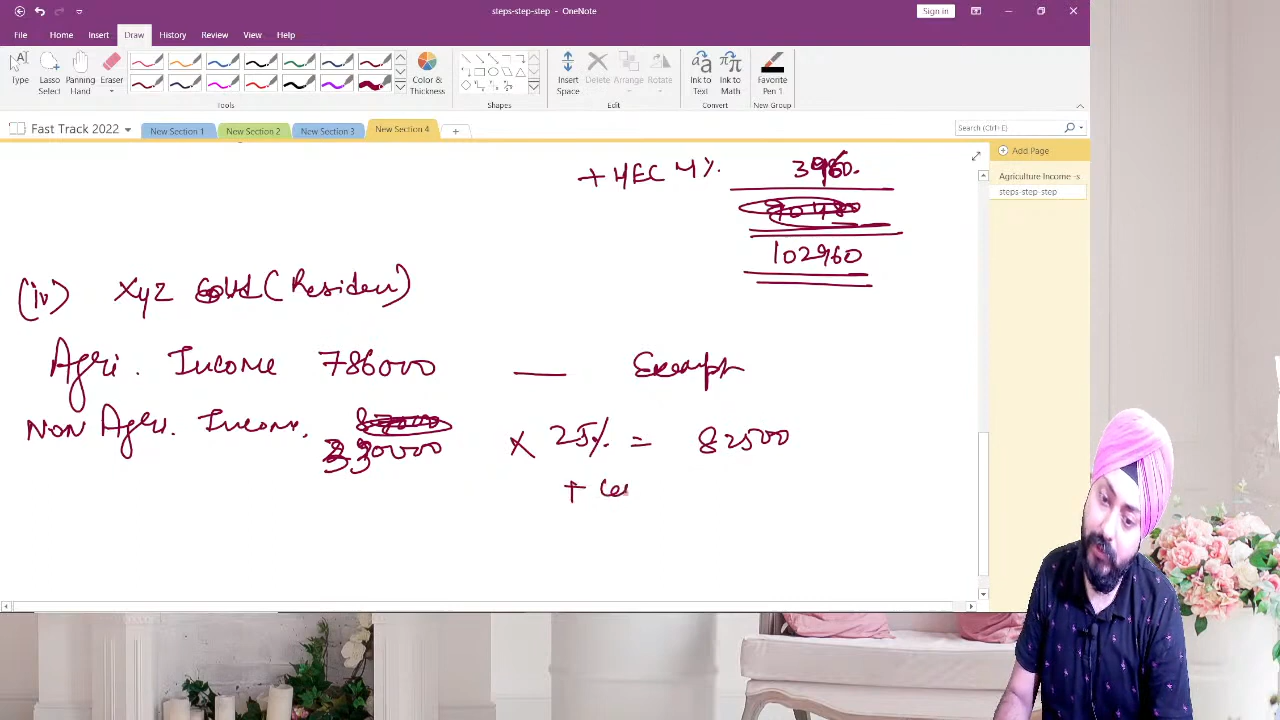 steps-step-step - OneNote
Sign in
File Home Insert Draw History Review View Help
Type
Lasso Select
Panning Hand
Eraser
Color & Thickness
Insert Space
Delete
Arrange
Rotate
Ink to Text
Ink to Math
Favorite Pen 1
Tools Shapes Edit Convert New Group
Fast Track 2022 New Section 1 New Section 2 New Section 3 New Section 4 +
Search (Ctrl+E)
Add Page
Agriculture Income -s
steps-step-step
+ HEC 4%. 3960.
102960
(iv) XYZ (Residen)
Agri. Income 786000 — Exempt
Non Agri. Income.
330000 × 25% = 82500
+ Ce